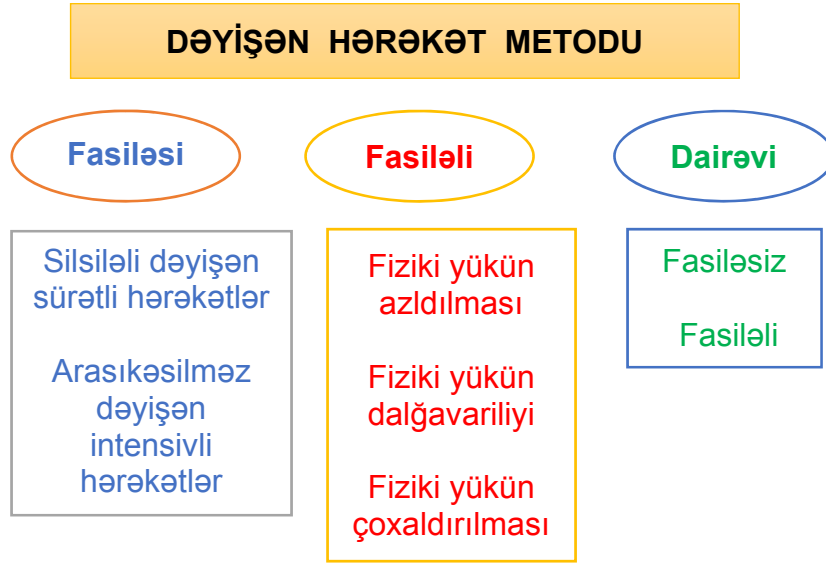 DƏYİŞƏN HƏRƏKƏT METODU
Fasiləsi
Fasiləli
Dairəvi
Silsiləli dəyişən
sürətli hərəkətlər
Arasıkəsilməz
dəyişən
intensivli
hərəkətlər
Fiziki yükün
azldılması
Fiziki yükün
dalğavariliyi
Fiziki yükün
çoxaldırılması
Fasiləsiz
Fasiləli